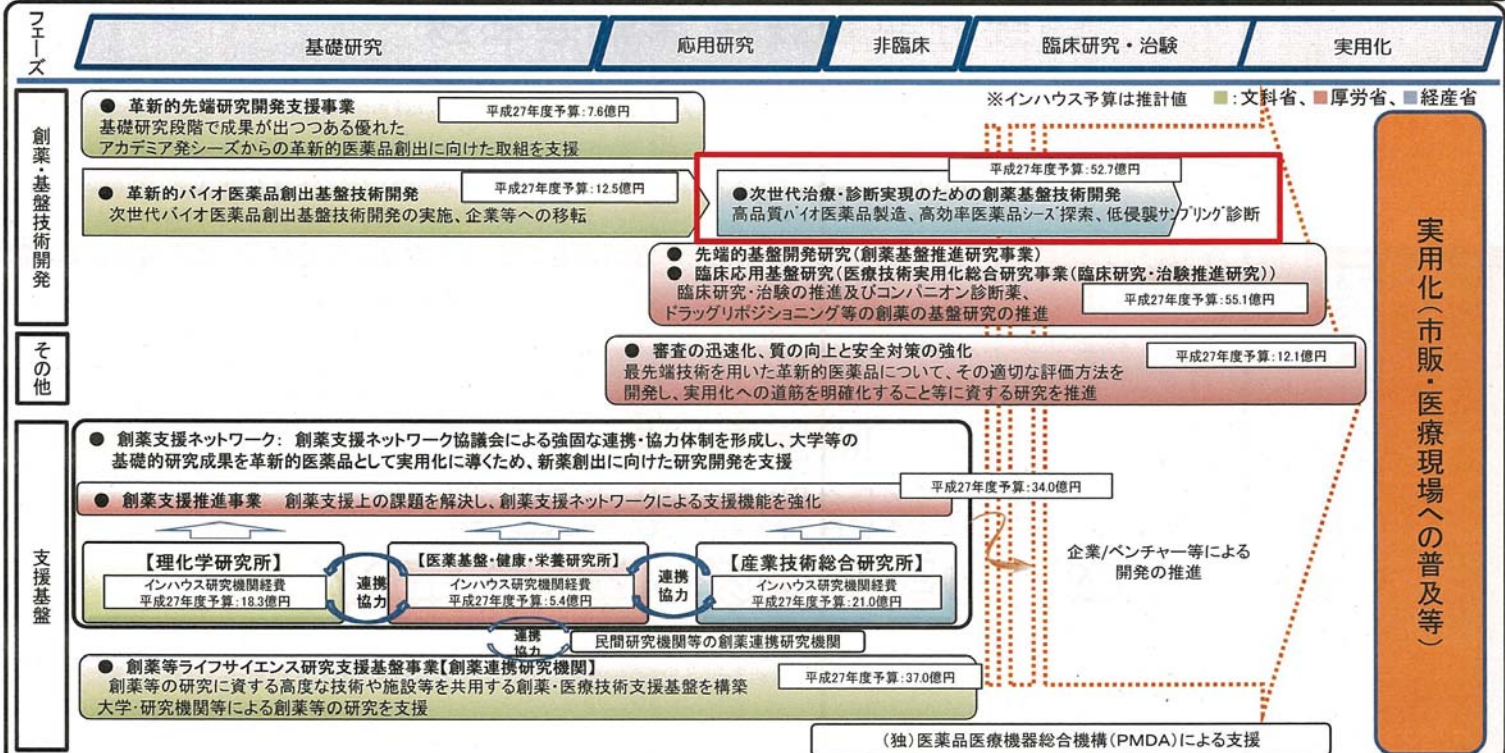 フェーズ
基礎研究
応用研究
非臨床
臨床研究・治験
実用化
※インハウス予算は推計値 ■:文科省、■厚労省、■経産省
創薬・基盤技術開発
● 革新的先端研究開発支援事業
平成27年度予算:7.6億円
基礎研究段階で成果が出つつある優れた
アカデミア発シーズからの革新的医薬品創出に向けた取組を支援
● 革新的バイオ医薬品創出基盤技術開発
平成27年度予算:12.5億円
次世代バイオ医薬品創出基盤技術開発の実施、企業等への移転
平成27年度予算:52.7億円
●次世代治療・診断実現のための創薬基盤技術開発
高品質バイオ医薬品製造、高効率医薬品シーズ探索、低侵襲サンプリング診断
● 先端的基盤開発研究(創薬基盤推進研究事業)
● 臨床応用基盤研究(医療技術実用化総合研究事業(臨床研究・治験推進研究))
臨床研究・治験の推進及びコンパニオン診断薬、
ドラッグリポジショニング等の創薬の基盤研究の推進
平成27年度予算:55.1億円
その他
● 審査の迅速化、質の向上と安全対策の強化
平成27年度予算:12.1億円
最先端技術を用いた革新的医薬品について、その適切な評価方法を
開発し、実用化への道筋を明確化すること等に資する研究を推進
支援基盤
● 創薬支援ネットワーク: 創薬支援ネットワーク協議会による強固な連携・協力体制を形成し、大学等の
基礎的研究成果を革新的医薬品として実用化に導くため、新薬創出に向けた研究開発を支援
平成27年度予算:34.0億円
● 創薬支援推進事業 創薬支援上の課題を解決し、創薬支援ネットワークによる支援機能を強化
【理化学研究所】
インハウス研究機関経費
平成27年度予算:18.3億円
連携
協力
【医薬基盤・健康・栄養研究所】
インハウス研究機関経費
平成27年度予算:5.4億円
連携
協力
【産業技術総合研究所】
インハウス研究機関経費
平成27年度予算:21.0億円
連携
協力
民間研究機関等の創薬連携研究機関
● 創薬等ライフサイエンス研究支援基盤事業【創薬連携研究機関】
平成27年度予算:37.0億円
創薬等の研究に資する高度な技術や施設等を共用する創薬・医療技術支援基盤を構築
大学・研究機関等による創薬等の研究を支援
企業/ベンチャー等による
開発の推進
(独)医薬品医療機器総合機構(PMDA)による支援
実用化(市販・医療現場への普及等)